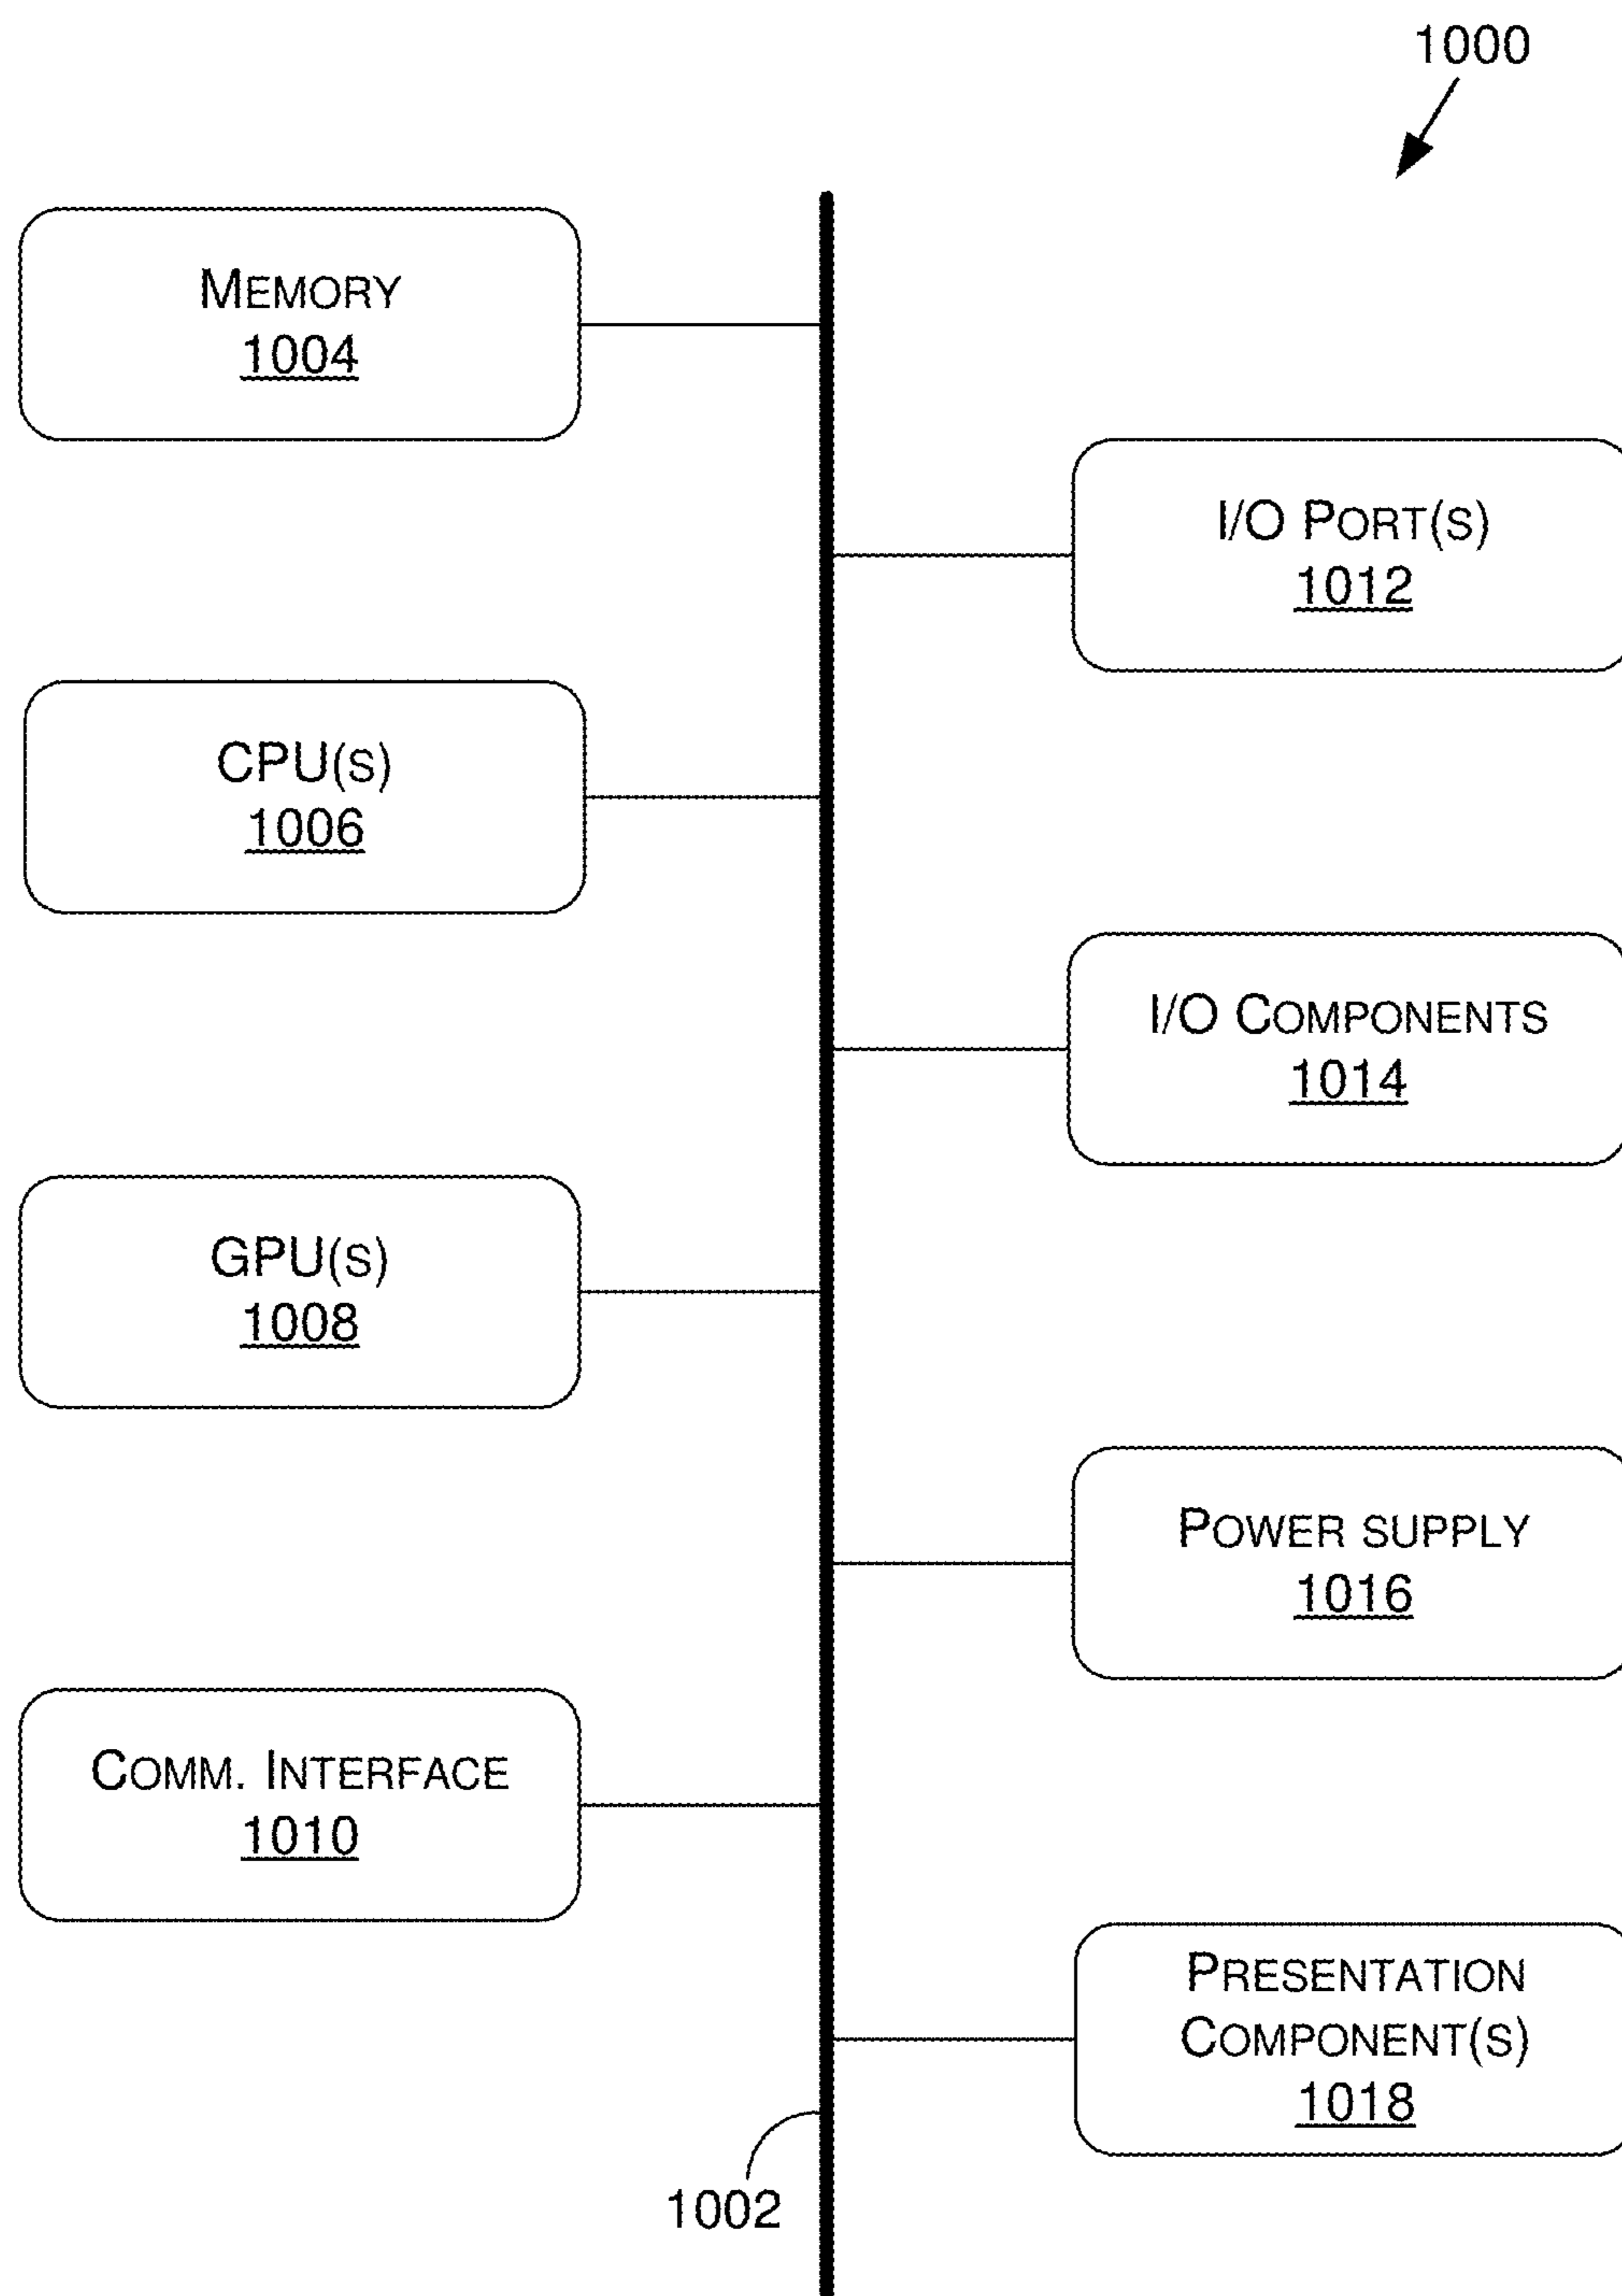 1000
MEMORY
1004
I/O PORT(S)
1012
CPU(S)
1006
I/O COMPONENTS
1014
GPU(S)
1008
POWER SUPPLY
1016
COMM. INTERFACE
1010
PRESENTATION
COMPONENT(S)
1018
1002